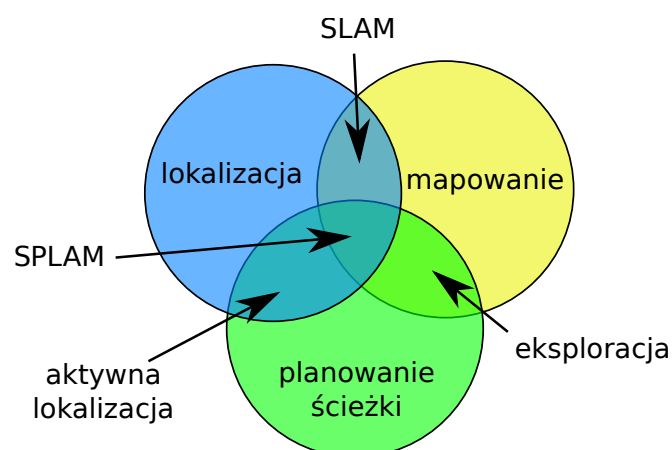 SLAM
lokalizacja
mapowanie
SPLAM
eksploracja
aktywna
lokalizacja
planowanie
ścieżki